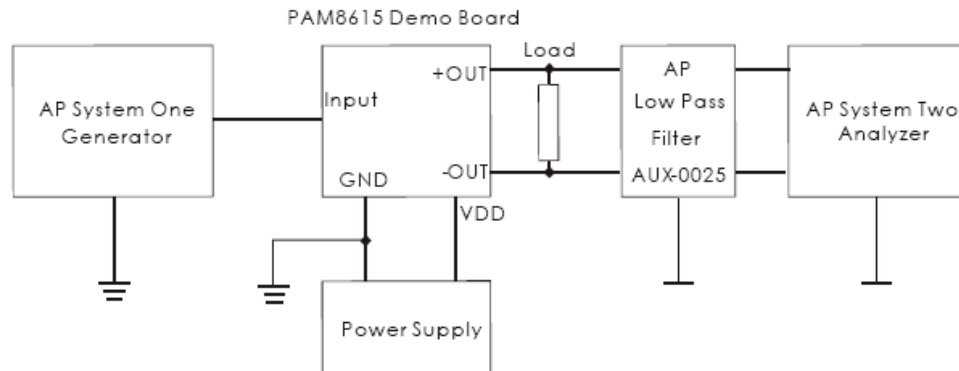 PAM8615 Demo Board
AP System One
Generator
Input
+OUT
-OUT
GND
VDD
Load
AP
Low Pass
Filter
AUX-0025
AP System Two
Analyzer
Power Supply